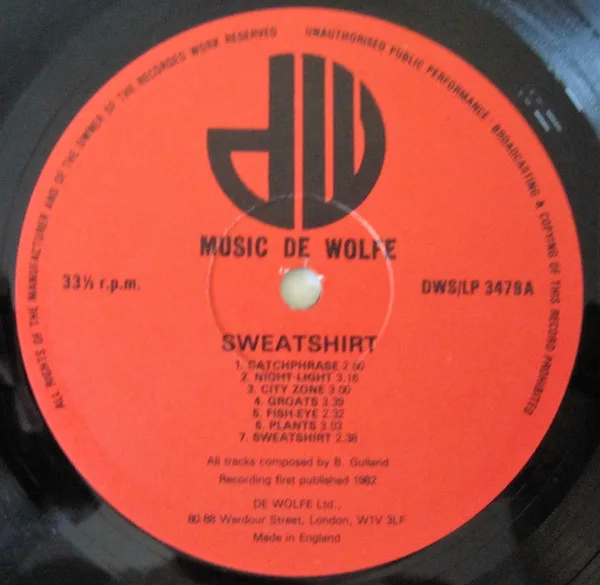 ALL RIGHTS OF THE MANUFACTURER AND OF THE OWNER OF THE RECORDED WORK RESERVED
UNAUTHORISED PUBLIC PERFORMANCE · BROADCASTING & COPYING OF THIS RECORD PROHIBITED
dW
MUSIC DE WOLFE
33⅓ r.p.m.
DWS/LP 3479A
SWEATSHIRT
1. CATCHPHRASE 2.50
2. NIGHT LIGHT 3.16
3. CITY ZONE 3.00
4. GROATS 3.39
5. FISH-EYE 2.32
6. PLANTS 3.03
7. SWEATSHIRT 2.36
All tracks composed by B. Gulland
Recording first published 1982
DE WOLFE Ltd.,
80-88 Wardour Street, London, W1V 3LF
Made in England